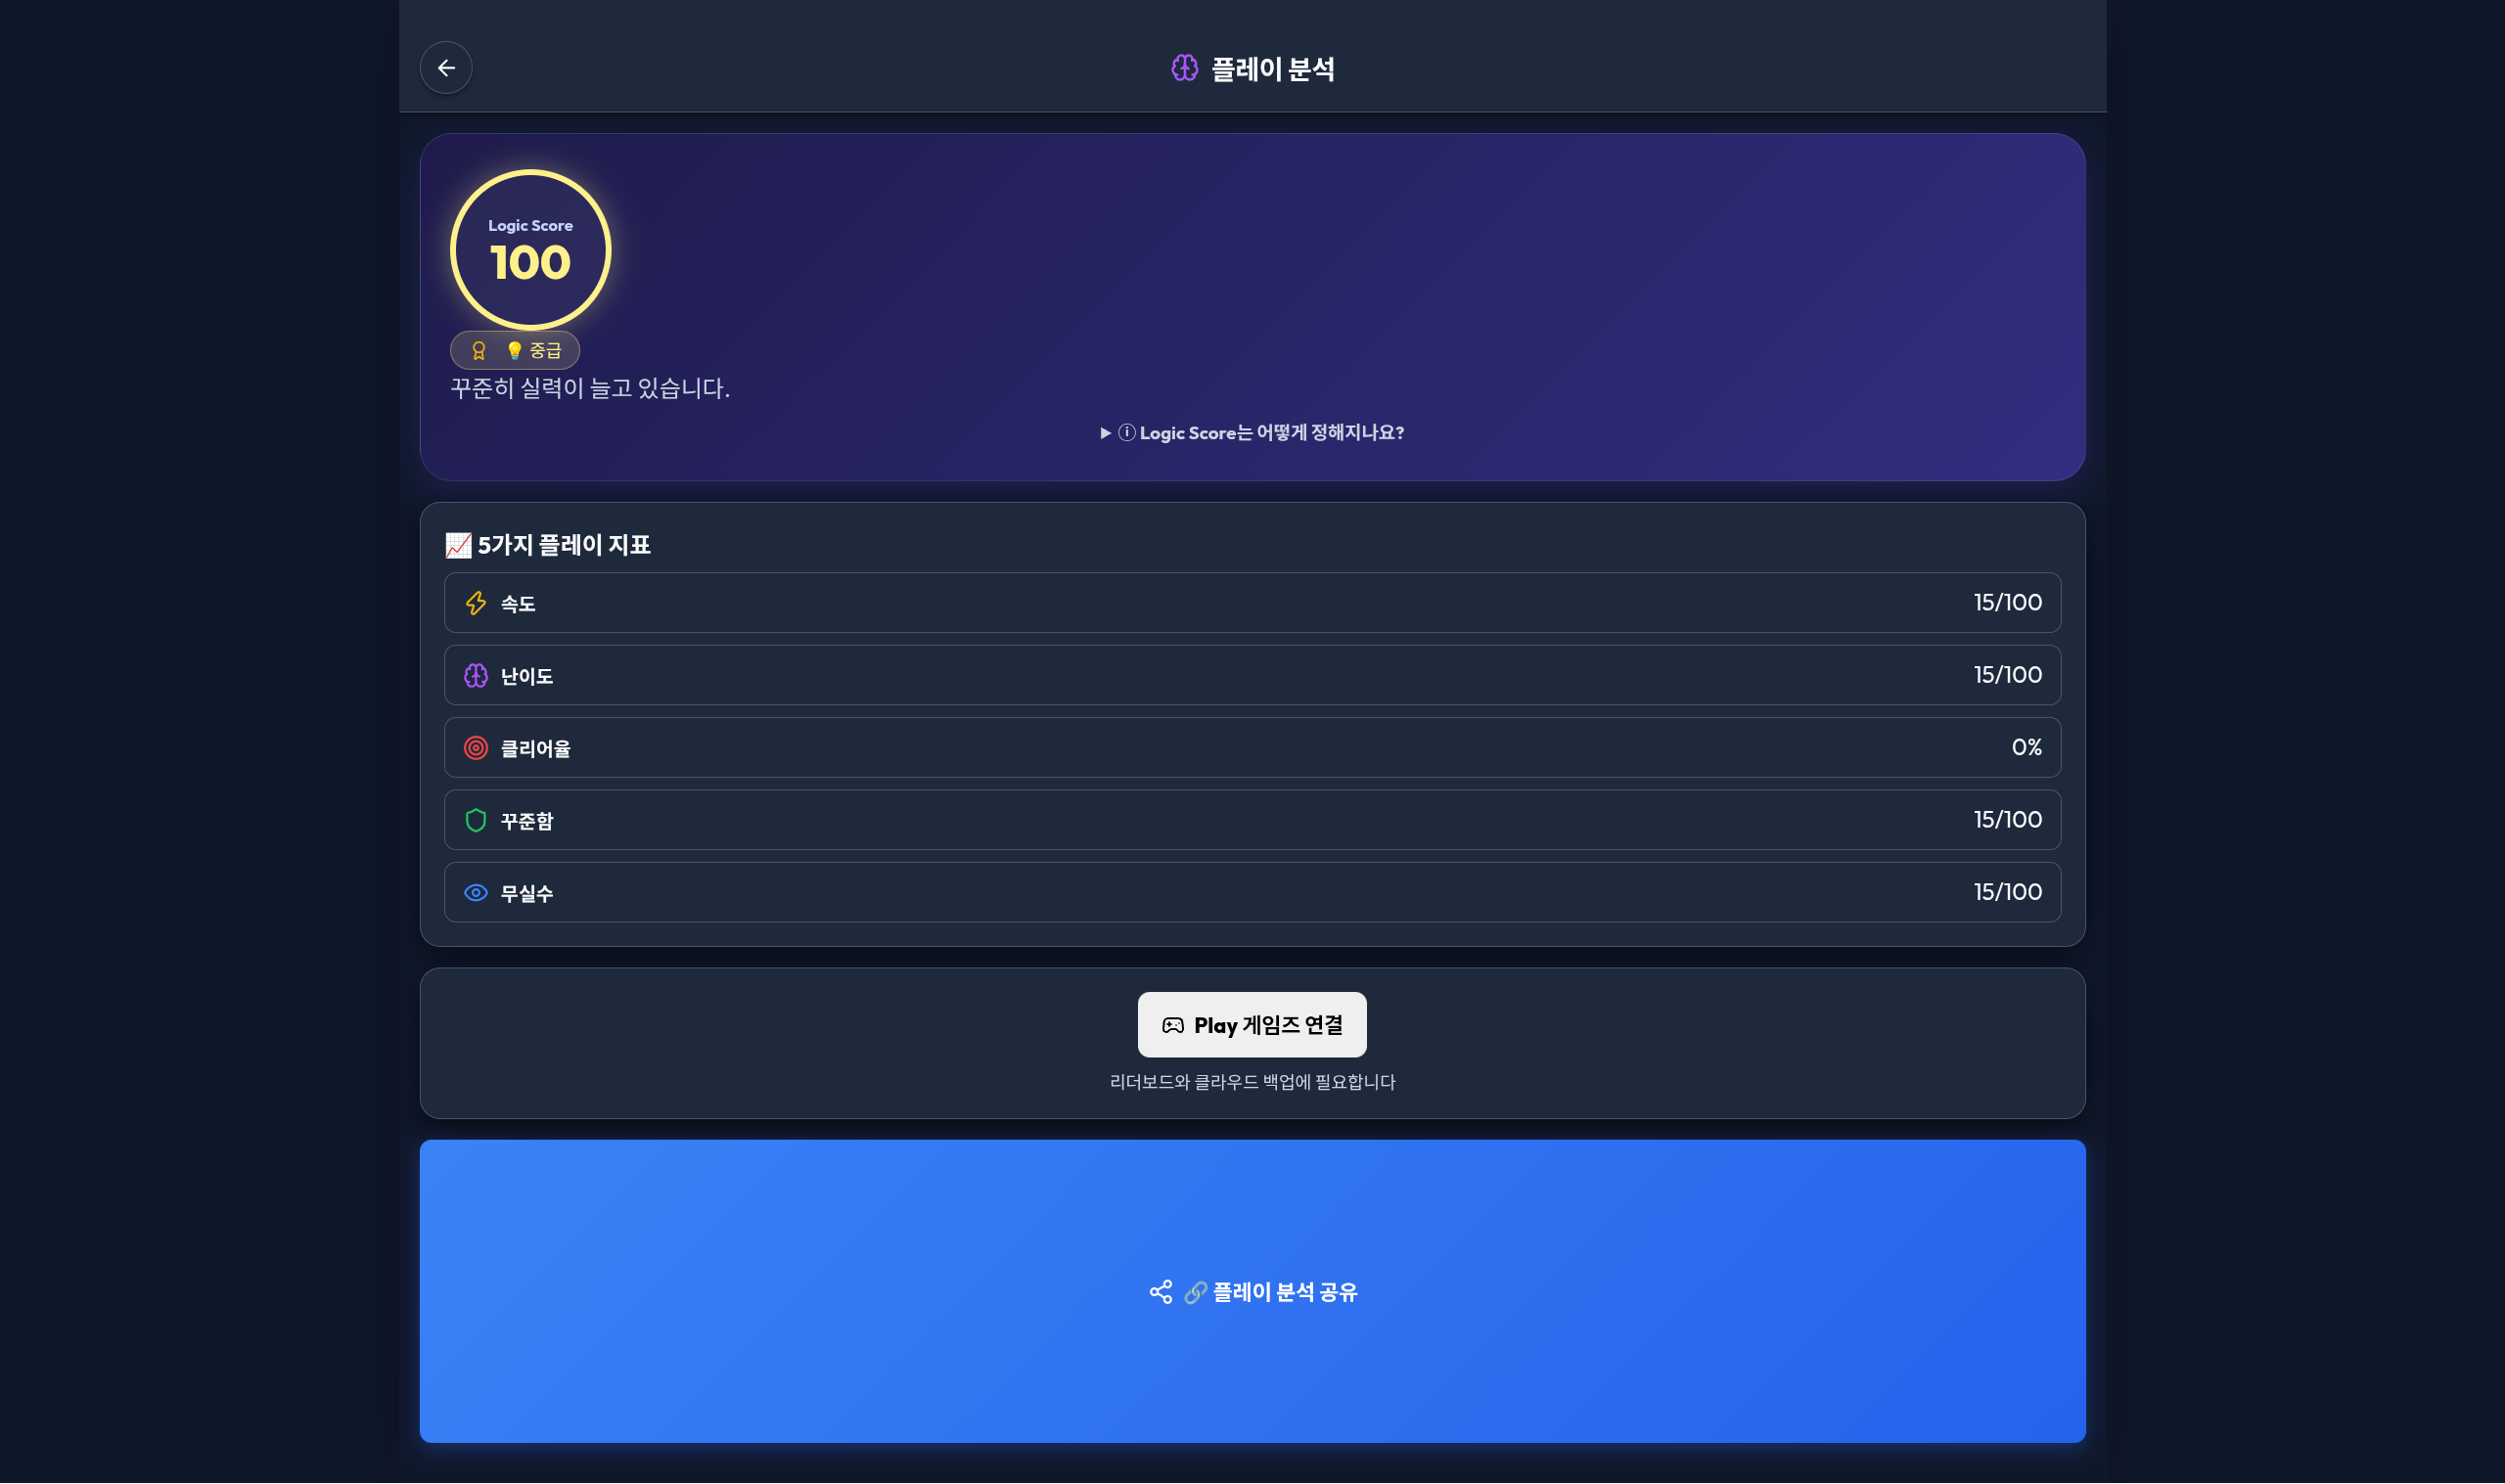 플레이 분석
Logic Score
100
💡 중급
꾸준히 실력이 늘고 있습니다.
▶ ⓘ Logic Score는 어떻게 정해지나요?
📈 5가지 플레이 지표
속도 15/100
난이도 15/100
클리어율 0%
꾸준함 15/100
무실수 15/100
Play 게임즈 연결
리더보드와 클라우드 백업에 필요합니다
🔗 플레이 분석 공유